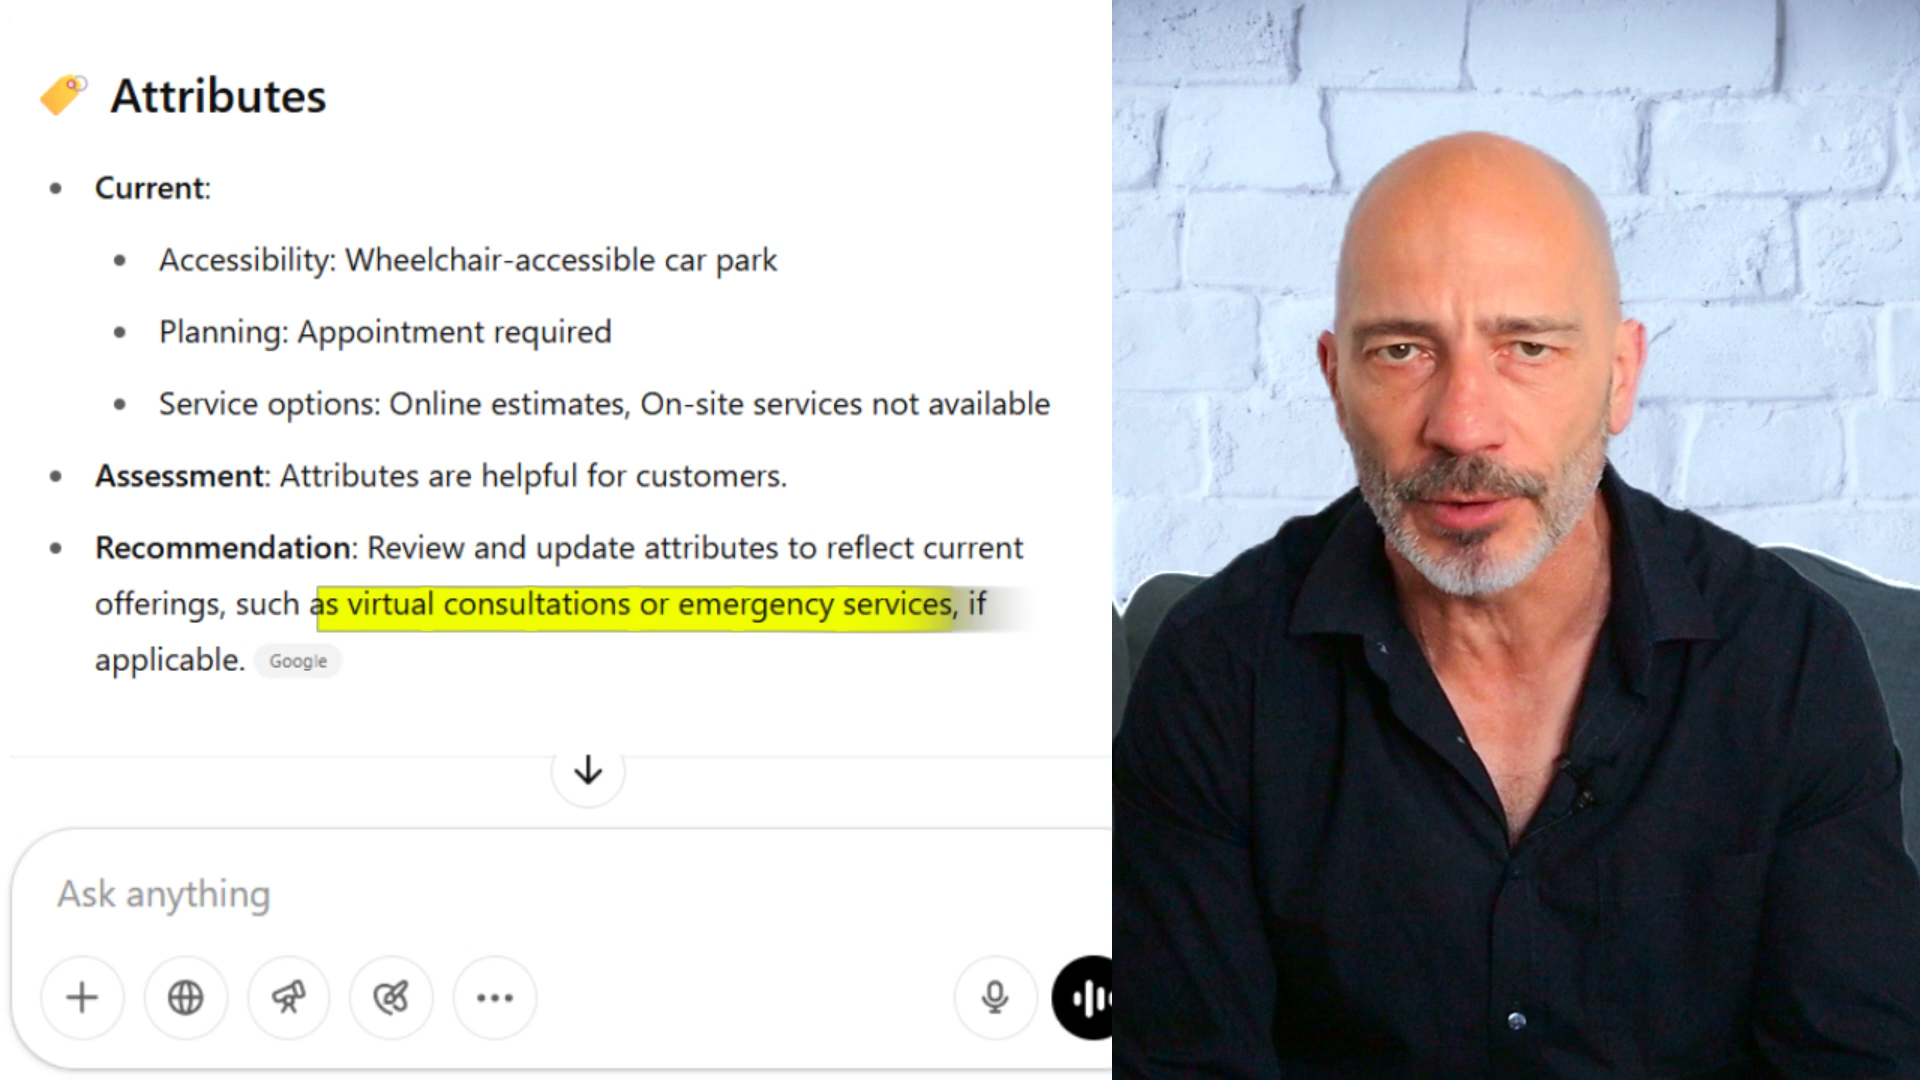 Attributes
Current:
Accessibility: Wheelchair-accessible car park
Planning: Appointment required
Service options: Online estimates, On-site services not available
Assessment: Attributes are helpful for customers.
Recommendation: Review and update attributes to reflect current
offerings, such as virtual consultations or emergency services, if
applicable. Google
Ask anything